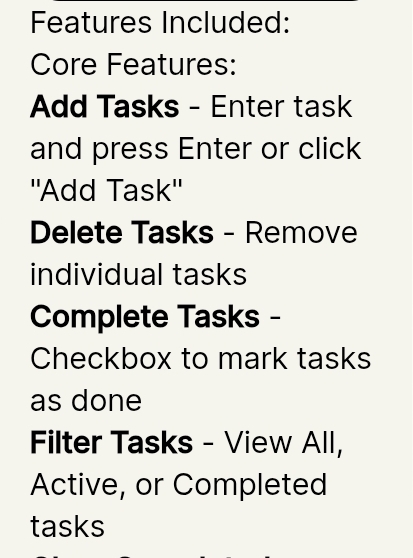 Features Included:
Core Features:
Add Tasks - Enter task
and press Enter or click
"Add Task"
Delete Tasks - Remove
individual tasks
Complete Tasks -
Checkbox to mark tasks
as done
Filter Tasks - View All,
Active, or Completed
tasks